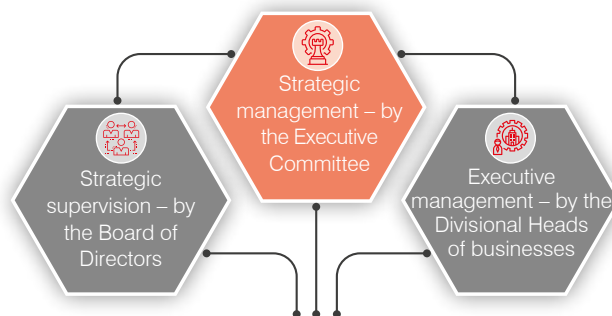 Strategic
management – by
the Executive
Committee
Strategic
supervision – by
the Board of
Directors
Executive
management – by the
Divisional Heads
of businesses